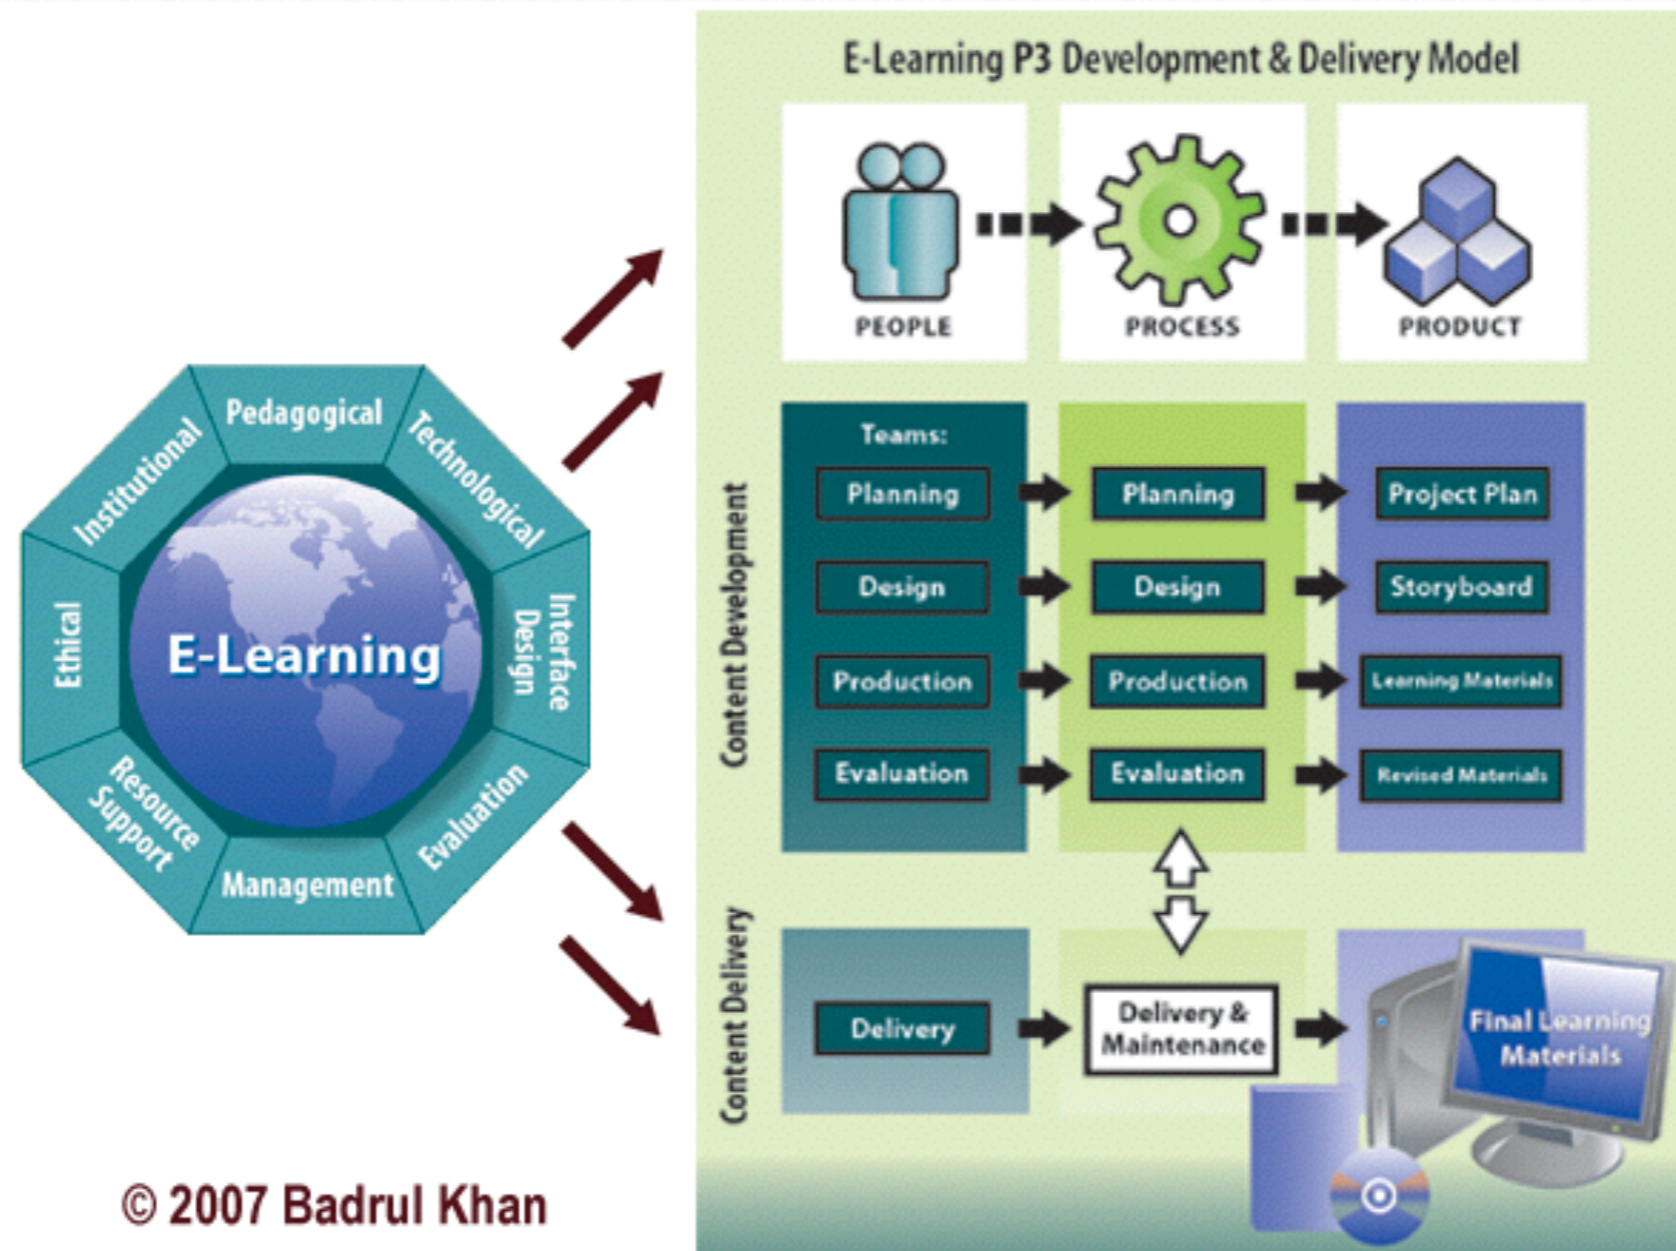 E-Learning P3 Development & Delivery Model
PEOPLE
PROCESS
PRODUCT
Pedagogical
Technological
Interface
Design
Evaluation
Management
Resource
Support
Ethical
Institutional
E-Learning
Content Development
Teams:
Planning
Planning
Project Plan
Design
Design
Storyboard
Production
Production
Learning Materials
Evaluation
Evaluation
Revised Materials
Content Delivery
Delivery
Delivery &
Maintenance
Final Learning
Materials
© 2007 Badrul Khan